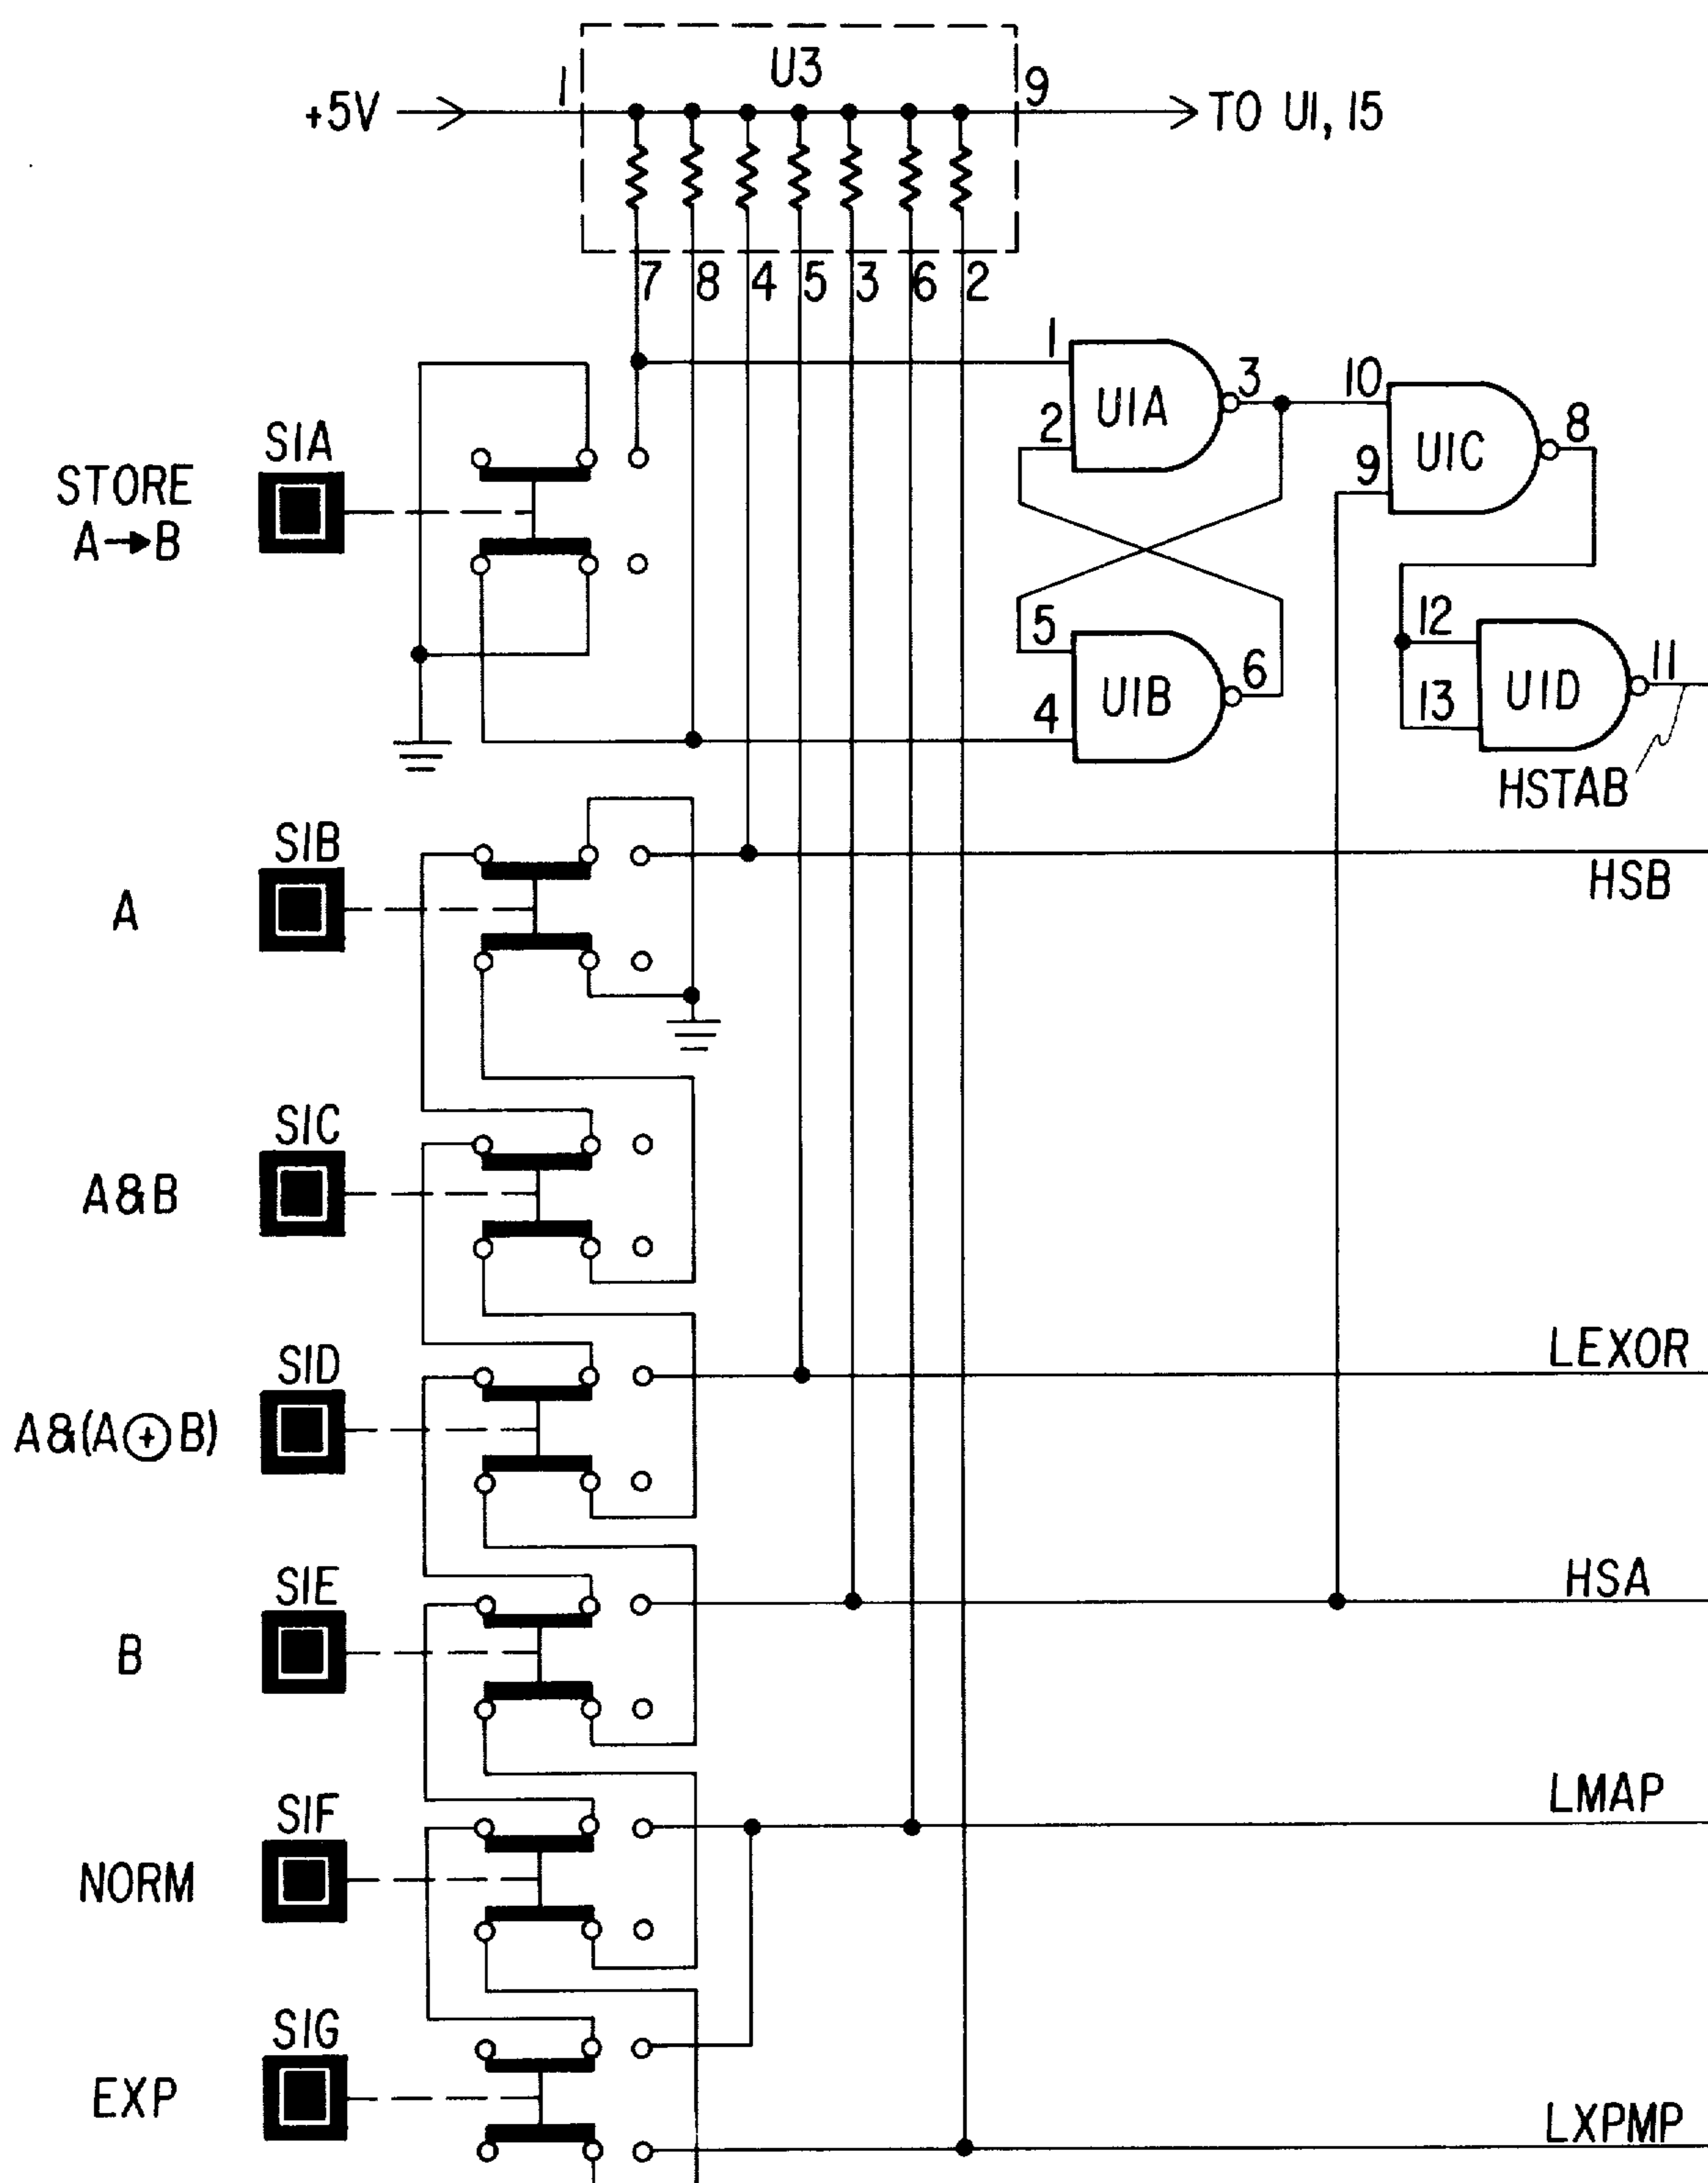 U3
1
9
+5V
TO U1, 15
7 8 4 5 3 6 2
1
2
U1A
3
10
9
U1C
8
S1A
STORE
A→B
5
4
U1B
6
12
13
U1D
11
HSTAB
S1B
A
HSB
S1C
A&B
LEXOR
S1D
A&(A⊕B)
HSA
S1E
B
LMAP
S1F
NORM
S1G
EXP
LXPMP